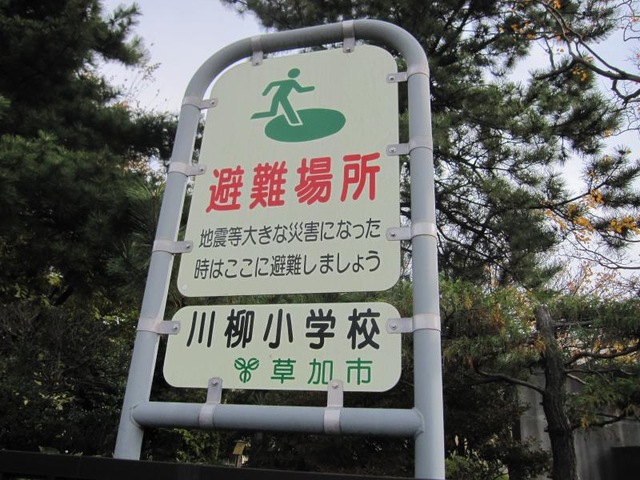 避難場所
地震等大きな災害になった
時はここに避難しましょう
川柳小学校
草加市